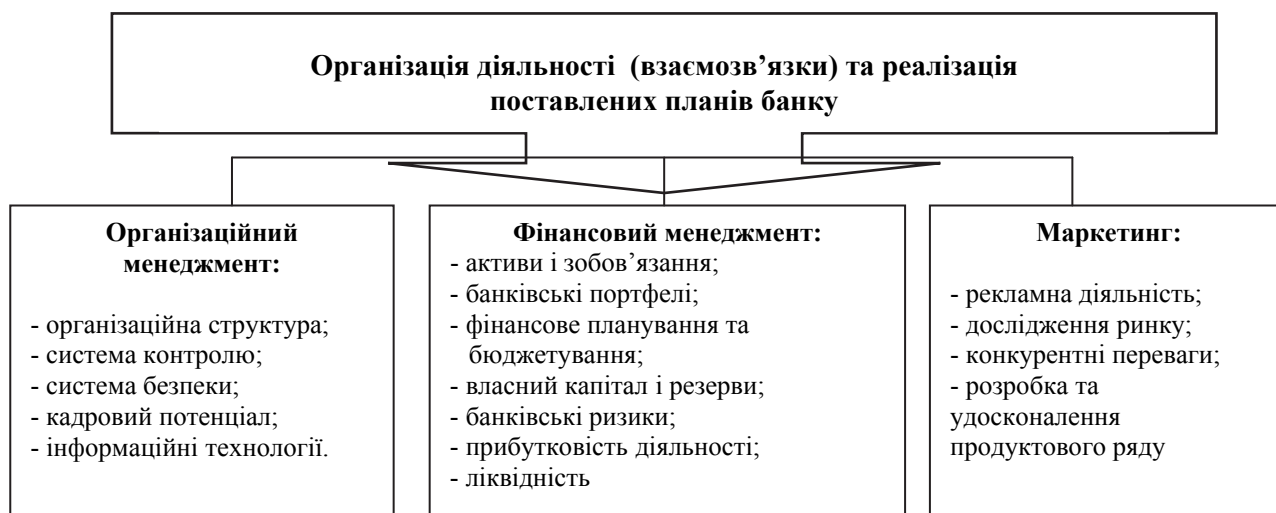 Організація діяльності (взаємозв’язки) та реалізація
поставлених планів банку
Організаційний
менеджмент:
- організаційна структура;
- система контролю;
- система безпеки;
- кадровий потенціал;
- інформаційні технології.
Фінансовий менеджмент:
- активи і зобов’язання;
- банківські портфелі;
- фінансове планування та
бюджетування;
- власний капітал і резерви;
- банківські ризики;
- прибутковість діяльності;
- ліквідність
Маркетинг:
- рекламна діяльність;
- дослідження ринку;
- конкурентні переваги;
- розробка та
удосконалення
продуктового ряду